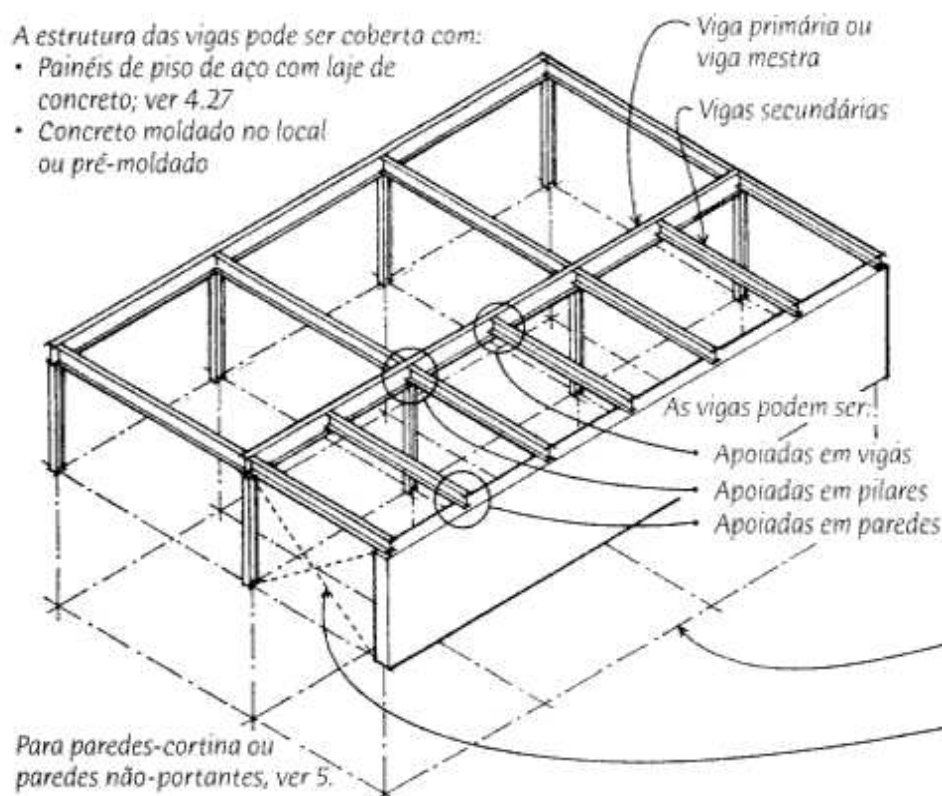 A estrutura das vigas pode ser coberta com:
• Painéis de piso de aço com laje de
concreto; ver 4.27
• Concreto moldado no local
ou pré-moldado
Viga primária ou
viga mestra
Vigas secundárias
As vigas podem ser:
Apoiadas em vigas
Apoiadas em pilares
Apoiadas em paredes
Para paredes-cortina ou
paredes não-portantes, ver 5.